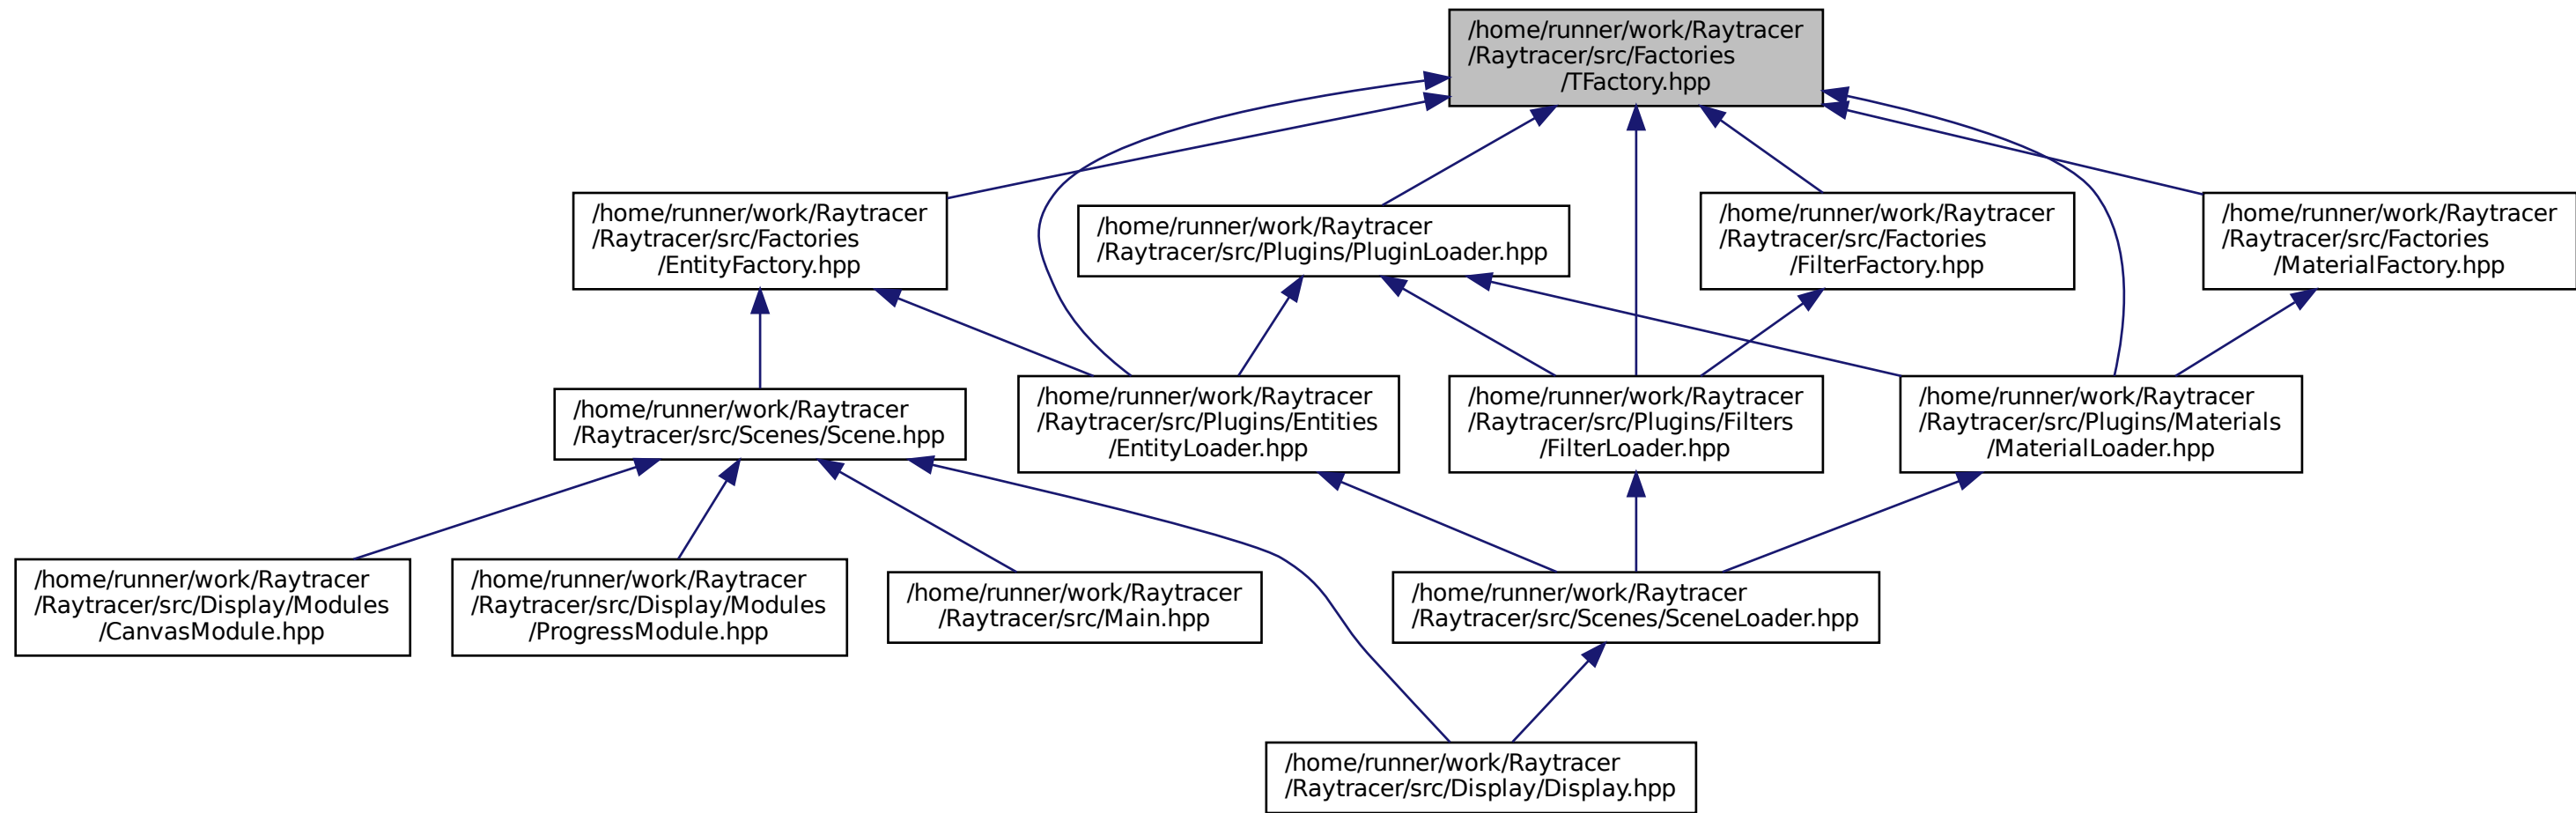 /home/runner/work/Raytracer
/Raytracer/src/Factories
/TFactory.hpp
/home/runner/work/Raytracer
/Raytracer/src/Factories
/EntityFactory.hpp
/home/runner/work/Raytracer
/Raytracer/src/Plugins/PluginLoader.hpp
/home/runner/work/Raytracer
/Raytracer/src/Factories
/FilterFactory.hpp
/home/runner/work/Raytracer
/Raytracer/src/Factories
/MaterialFactory.hpp
/home/runner/work/Raytracer
/Raytracer/src/Scenes/Scene.hpp
/home/runner/work/Raytracer
/Raytracer/src/Plugins/Entities
/EntityLoader.hpp
/home/runner/work/Raytracer
/Raytracer/src/Plugins/Filters
/FilterLoader.hpp
/home/runner/work/Raytracer
/Raytracer/src/Plugins/Materials
/MaterialLoader.hpp
/home/runner/work/Raytracer
/Raytracer/src/Display/Modules
/CanvasModule.hpp
/home/runner/work/Raytracer
/Raytracer/src/Display/Modules
/ProgressModule.hpp
/home/runner/work/Raytracer
/Raytracer/src/Main.hpp
/home/runner/work/Raytracer
/Raytracer/src/Scenes/SceneLoader.hpp
/home/runner/work/Raytracer
/Raytracer/src/Display/Display.hpp